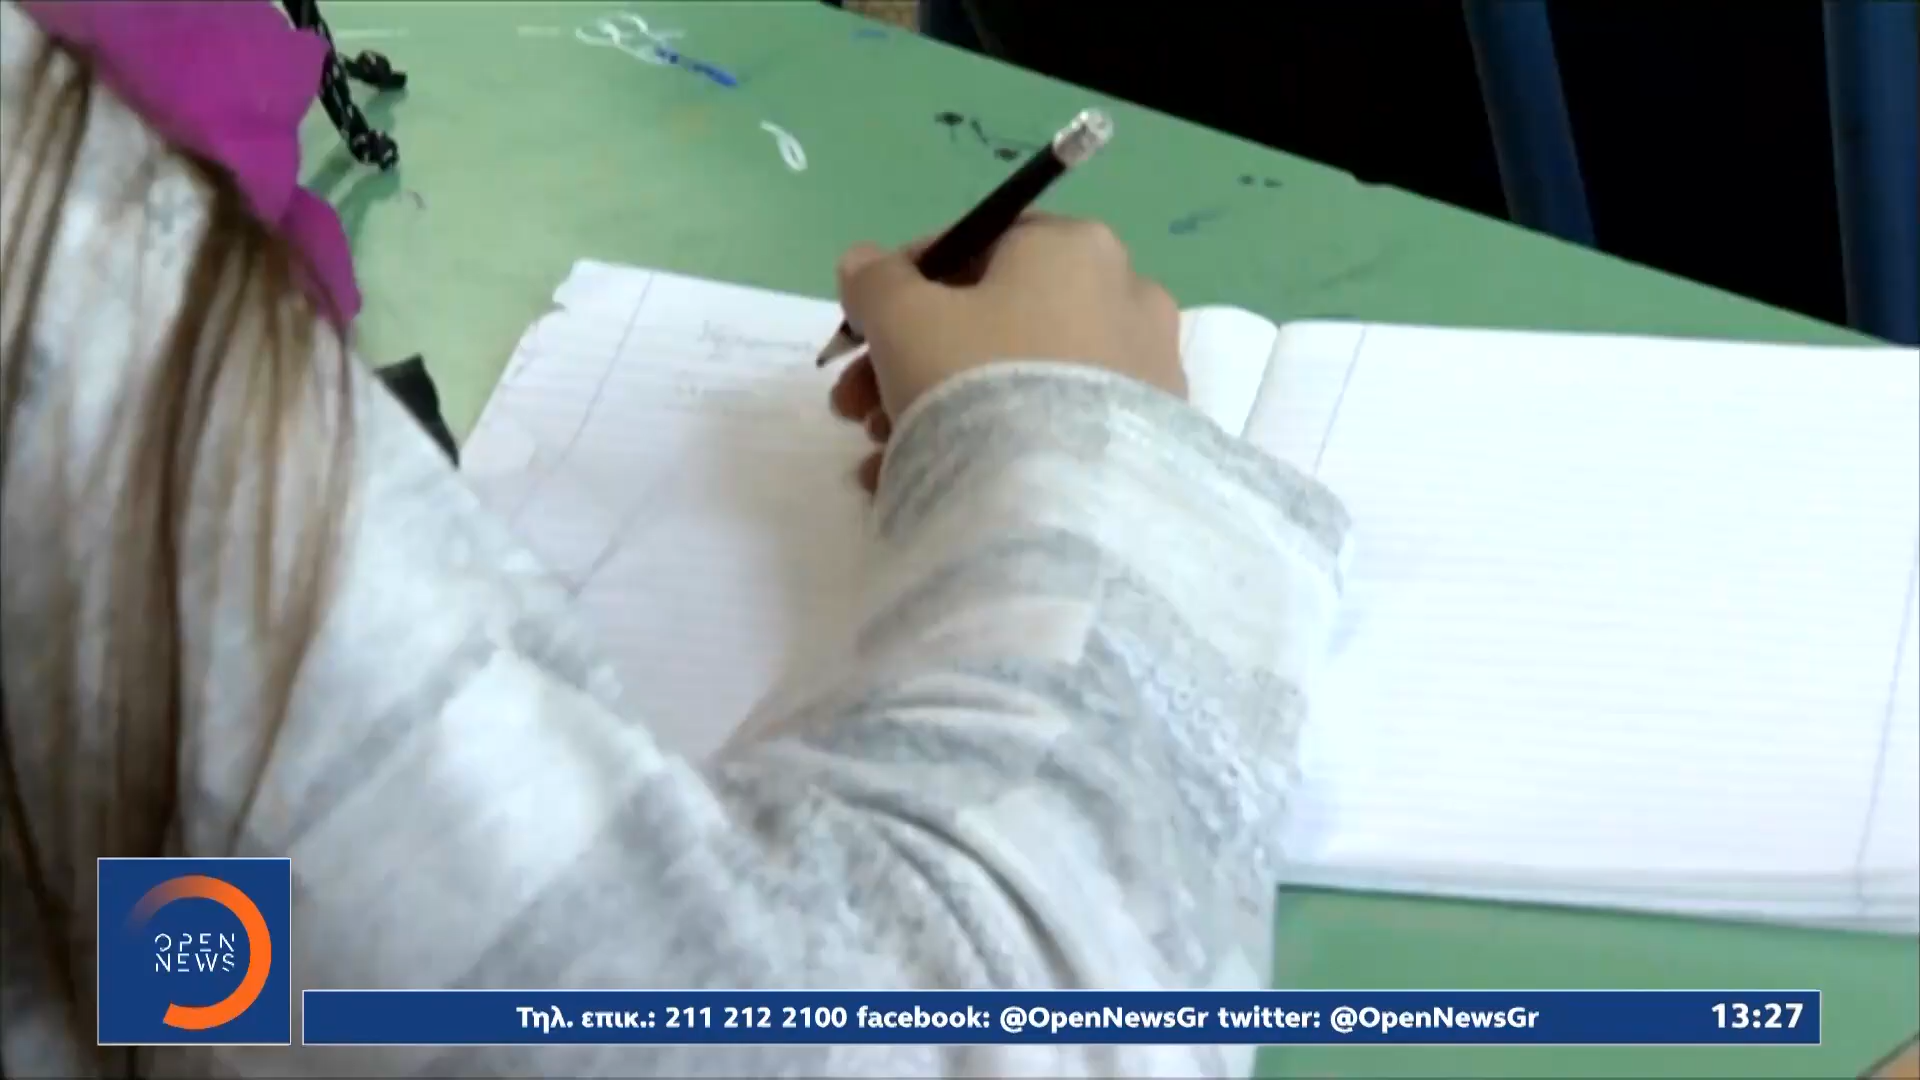 OPEN
NEWS
Τηλ. επικ.: 211 212 2100 facebook: @OpenNewsGr twitter: @OpenNewsGr
13:27